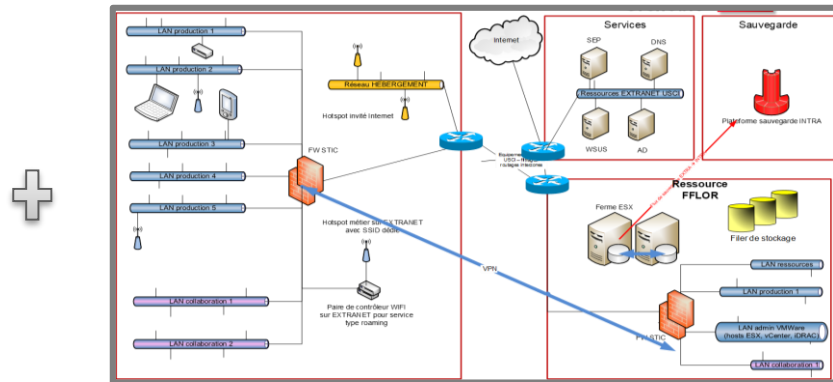 LAN production 1
LAN production 2
LAN production 3
LAN production 4
LAN production 5
LAN collaboration 1
LAN collaboration 2
FW STIC
Réseau HEBERGEMENT
Hotspot invité Internet
Hotspot métier sur EXTRANET
avec SSID dédié
Paire de contrôleur WIFI
sur EXTRANET pour service
type roaming
VPN
Internet
Services
SEP
DNS
Ressources EXTRANET USCI
WSUS
AD
Sauvegarde
Plateforme sauvegarde INTRA
Ressource
FFLOR
Ferme ESX
Filer de stockage
LAN ressources
LAN production 1
LAN admin VMWare
(hosts ESX, vCenter, iDRAC)
LAN collaboration 1
STIC